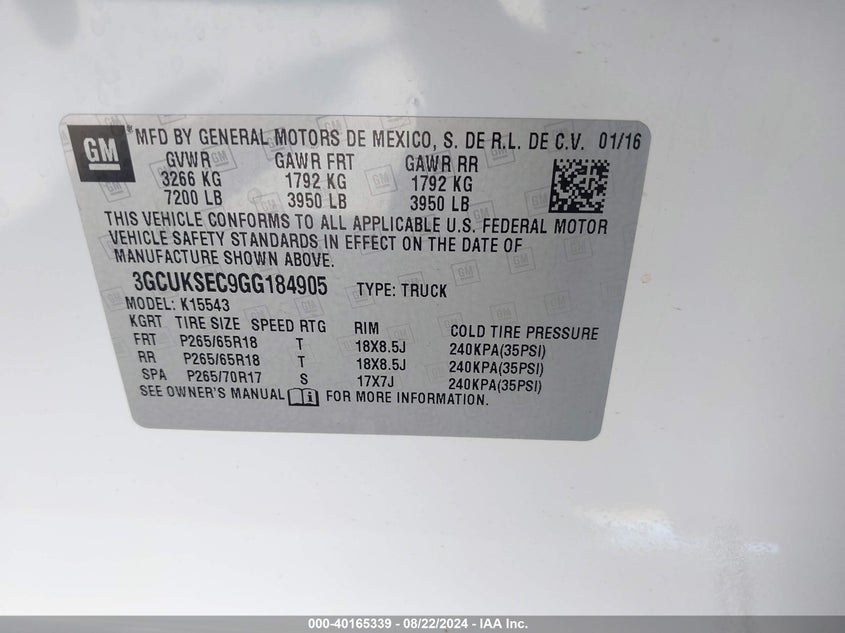 GM *MFD BY GENERAL MOTORS DE MEXICO, S. DE R.L. DE C.V. 01/16
GVWR GAWR FRT GAWR RR
3266 KG 1792 KG 1792 KG
7200 LB 3950 LB 3950 LB
THIS VEHICLE CONFORMS TO ALL APPLICABLE U.S. FEDERAL MOTOR
VEHICLE SAFETY STANDARDS IN EFFECT ON THE DATE OF
MANUFACTURE SHOWN ABOVE.
3GCUKSEC9GG184905 TYPE: TRUCK
MODEL: K15543
KGRT TIRE SIZE SPEED RTG RIM COLD TIRE PRESSURE
FRT P265/65R18 T 18X8.5J 240KPA(35PSI)
RR P265/65R18 T 18X8.5J 240KPA(35PSI)
SPA P265/70R17 S 17X7J 240KPA(35PSI)
SEE OWNER'S MANUAL FOR MORE INFORMATION.
000-40165339 - 08/22/2024 - IAA Inc.